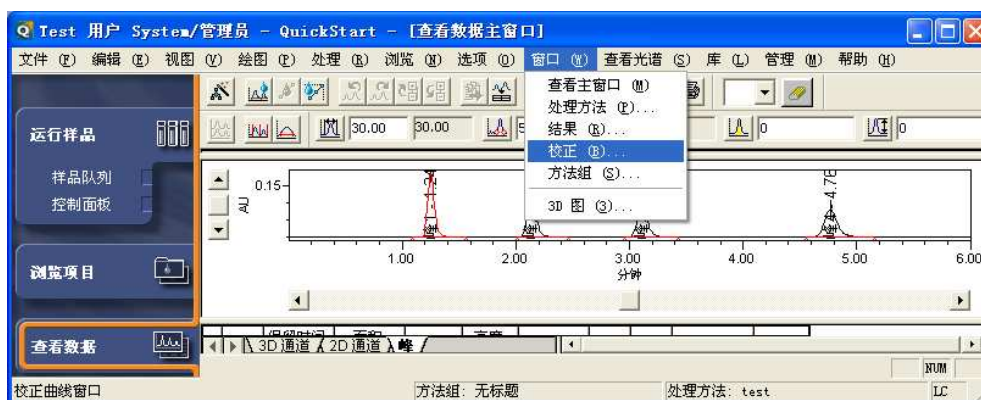 Test 用户 System/管理员 - QuickStart - [查看数据主窗口]
文件 (F) 编辑 (E) 视图 (V) 绘图 (P) 处理 (R) 浏览 (N) 选项 (O) 窗口 (W) 查看光谱 (S) 库 (L) 管理 (M) 帮助 (H)
查看主窗口 (M)
处理方法 (P)...
结果 (R)...
校正 (B)...
方法组 (S)...
3D 图 (3)...
30.00 30.00 0 0
运行样品
样品队列
控制面板
浏览项目
查看数据
AU
0.15
4.76
1.00 2.00 3.00 4.00 5.00 6.00
分钟
保留时间 面积 高度
3D通道 2D通道 峰
NUM
校正曲线窗口 方法组: 无标题 处理方法: test LC